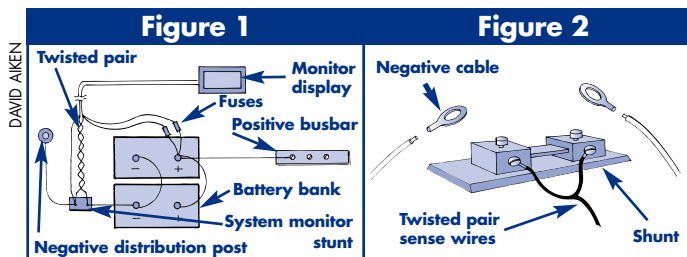 Figure 1
Twisted pair
Monitor
display
Fuses
Positive busbar
Battery bank
System monitor
stunt
Negative distribution post
DAVID AIKEN
− +
− +
Figure 2
Negative cable
Twisted pair
sense wires
Shunt